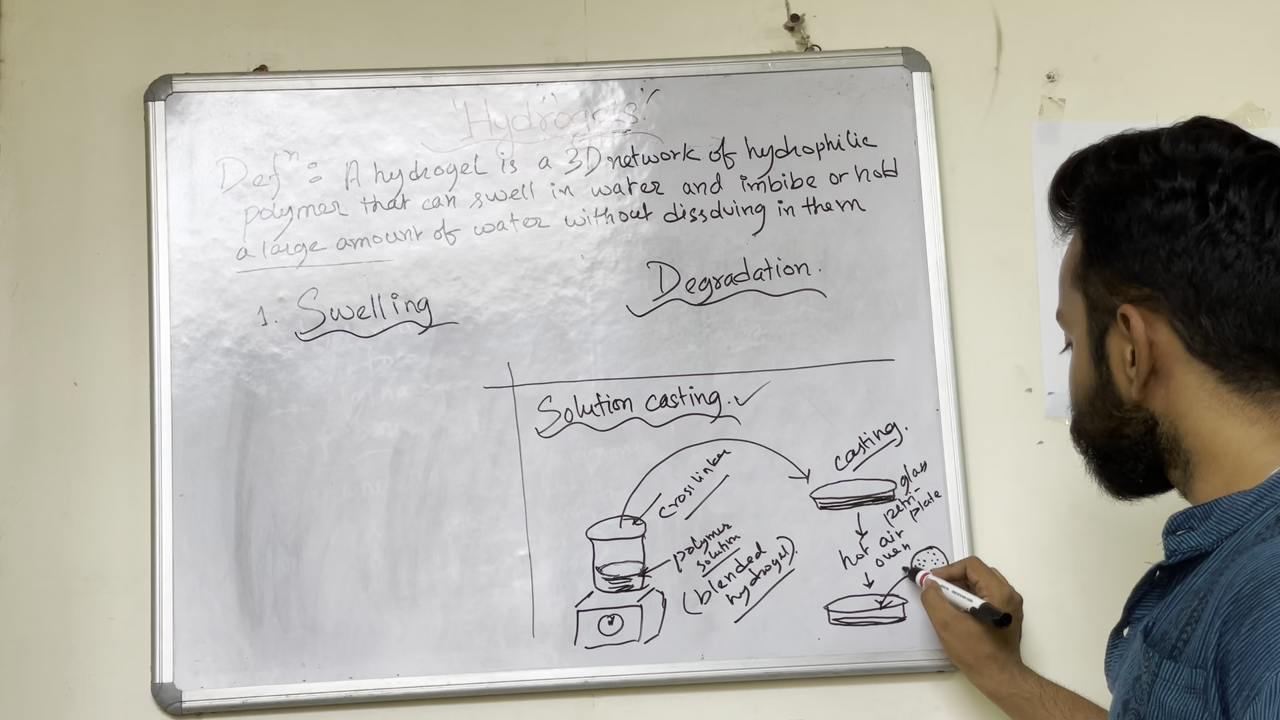 "Hydrogels"
Defⁿ : A hydrogel is a 3D network of hydrophilic
polymer that can swell in water and imbibe or hold
a large amount of water without dissolving in them
1. Swelling
Degradation.
Solution casting. ✓
cross linker
polymer
solution
(blended
hydrogel).
casting.
glass
petri-
plate
hot air
oven